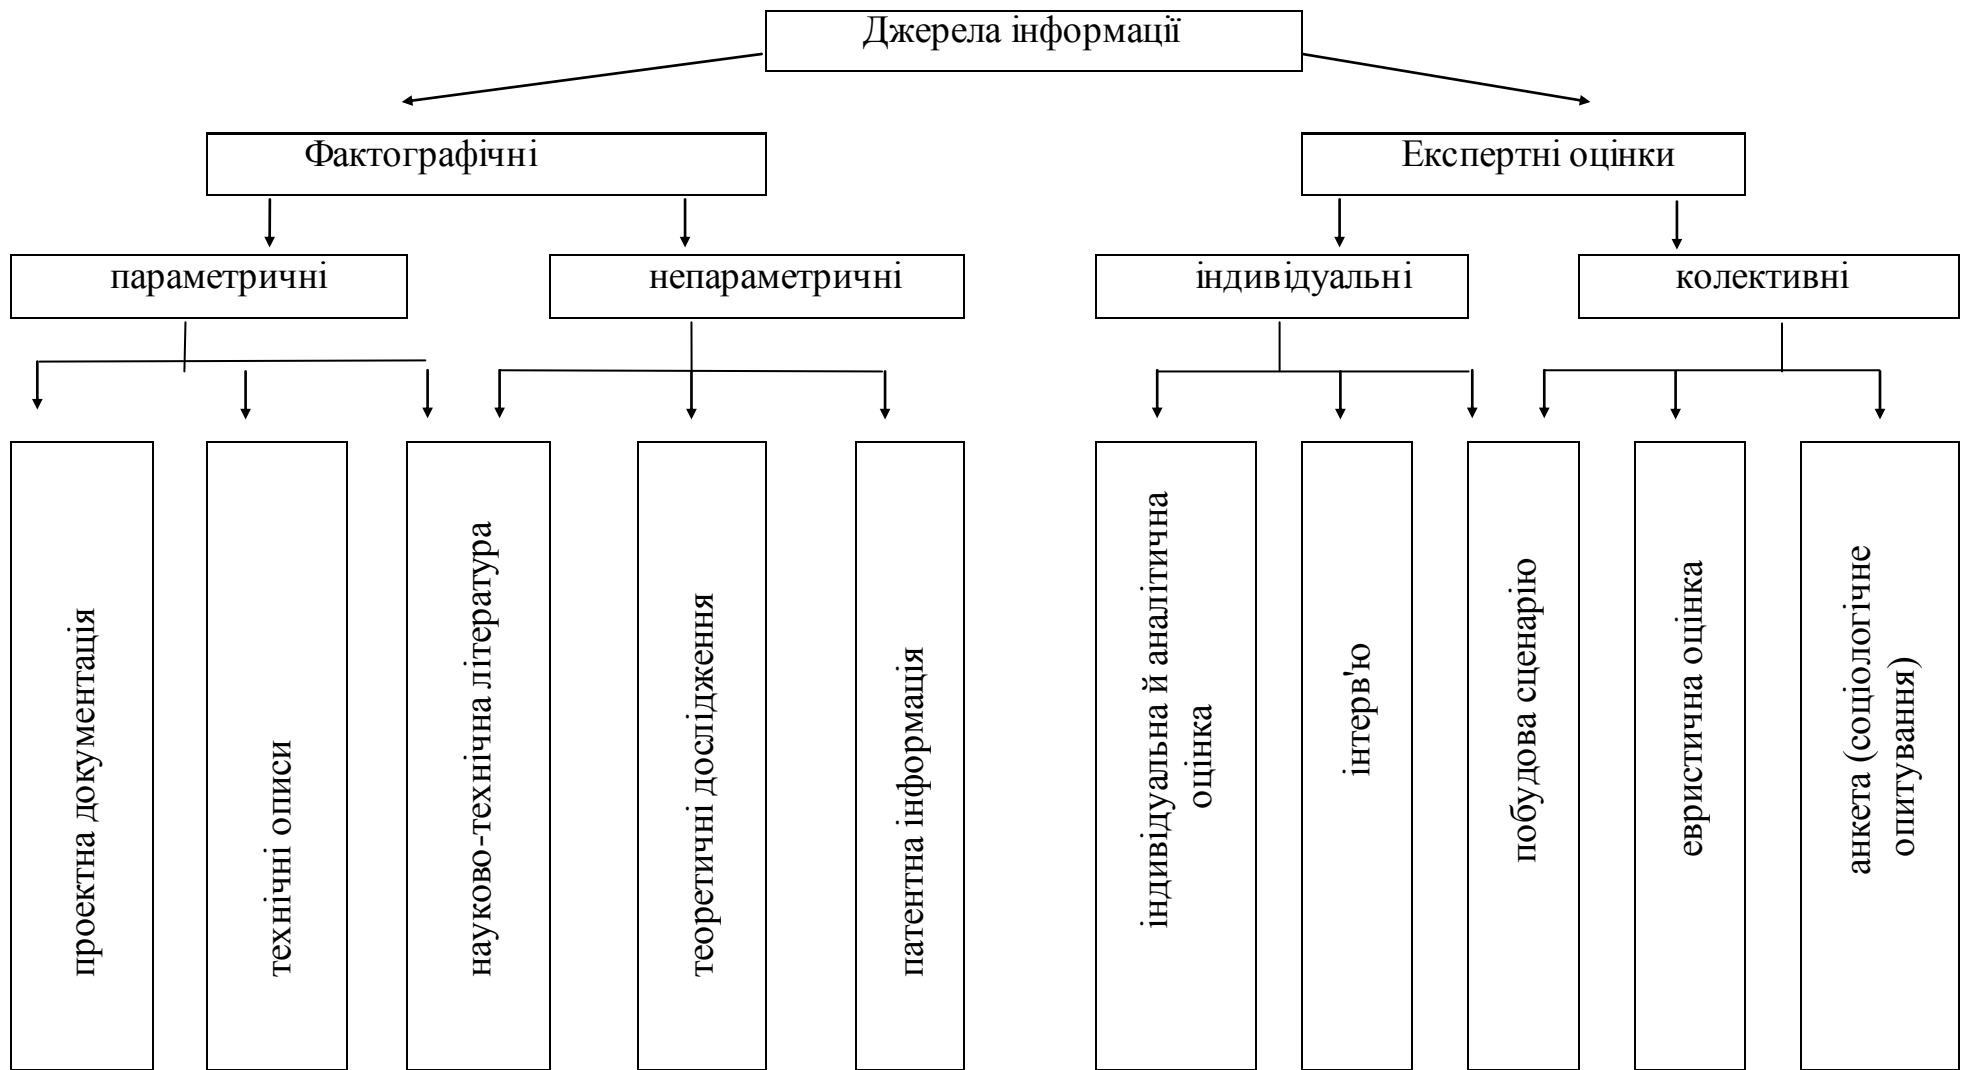 Джерела інформації
Фактографічні
Експертні оцінки
параметричні
непараметричні
індивідуальні
колективні
проектна документація
технічні описи
науково-технічна література
теоретичні дослідження
патентна інформація
індивідуальна й аналітична
оцінка
інтерв'ю
побудова сценарію
евристична оцінка
анкета (соціологічне
опитування)